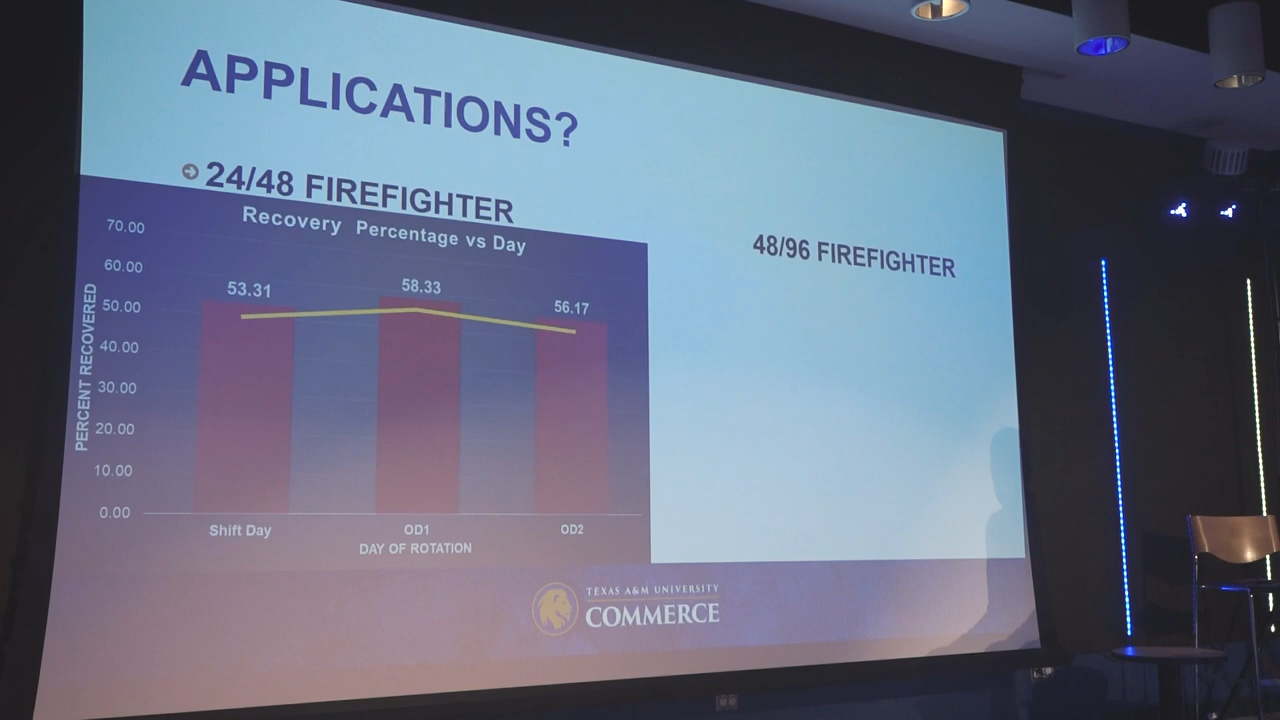 APPLICATIONS?
24/48 FIREFIGHTER
48/96 FIREFIGHTER
Recovery Percentage vs Day
PERCENT RECOVERED
70.00
60.00
50.00
40.00
30.00
20.00
10.00
0.00
53.31
58.33
56.17
Shift Day
OD1
OD2
DAY OF ROTATION
TEXAS A&M UNIVERSITY
COMMERCE